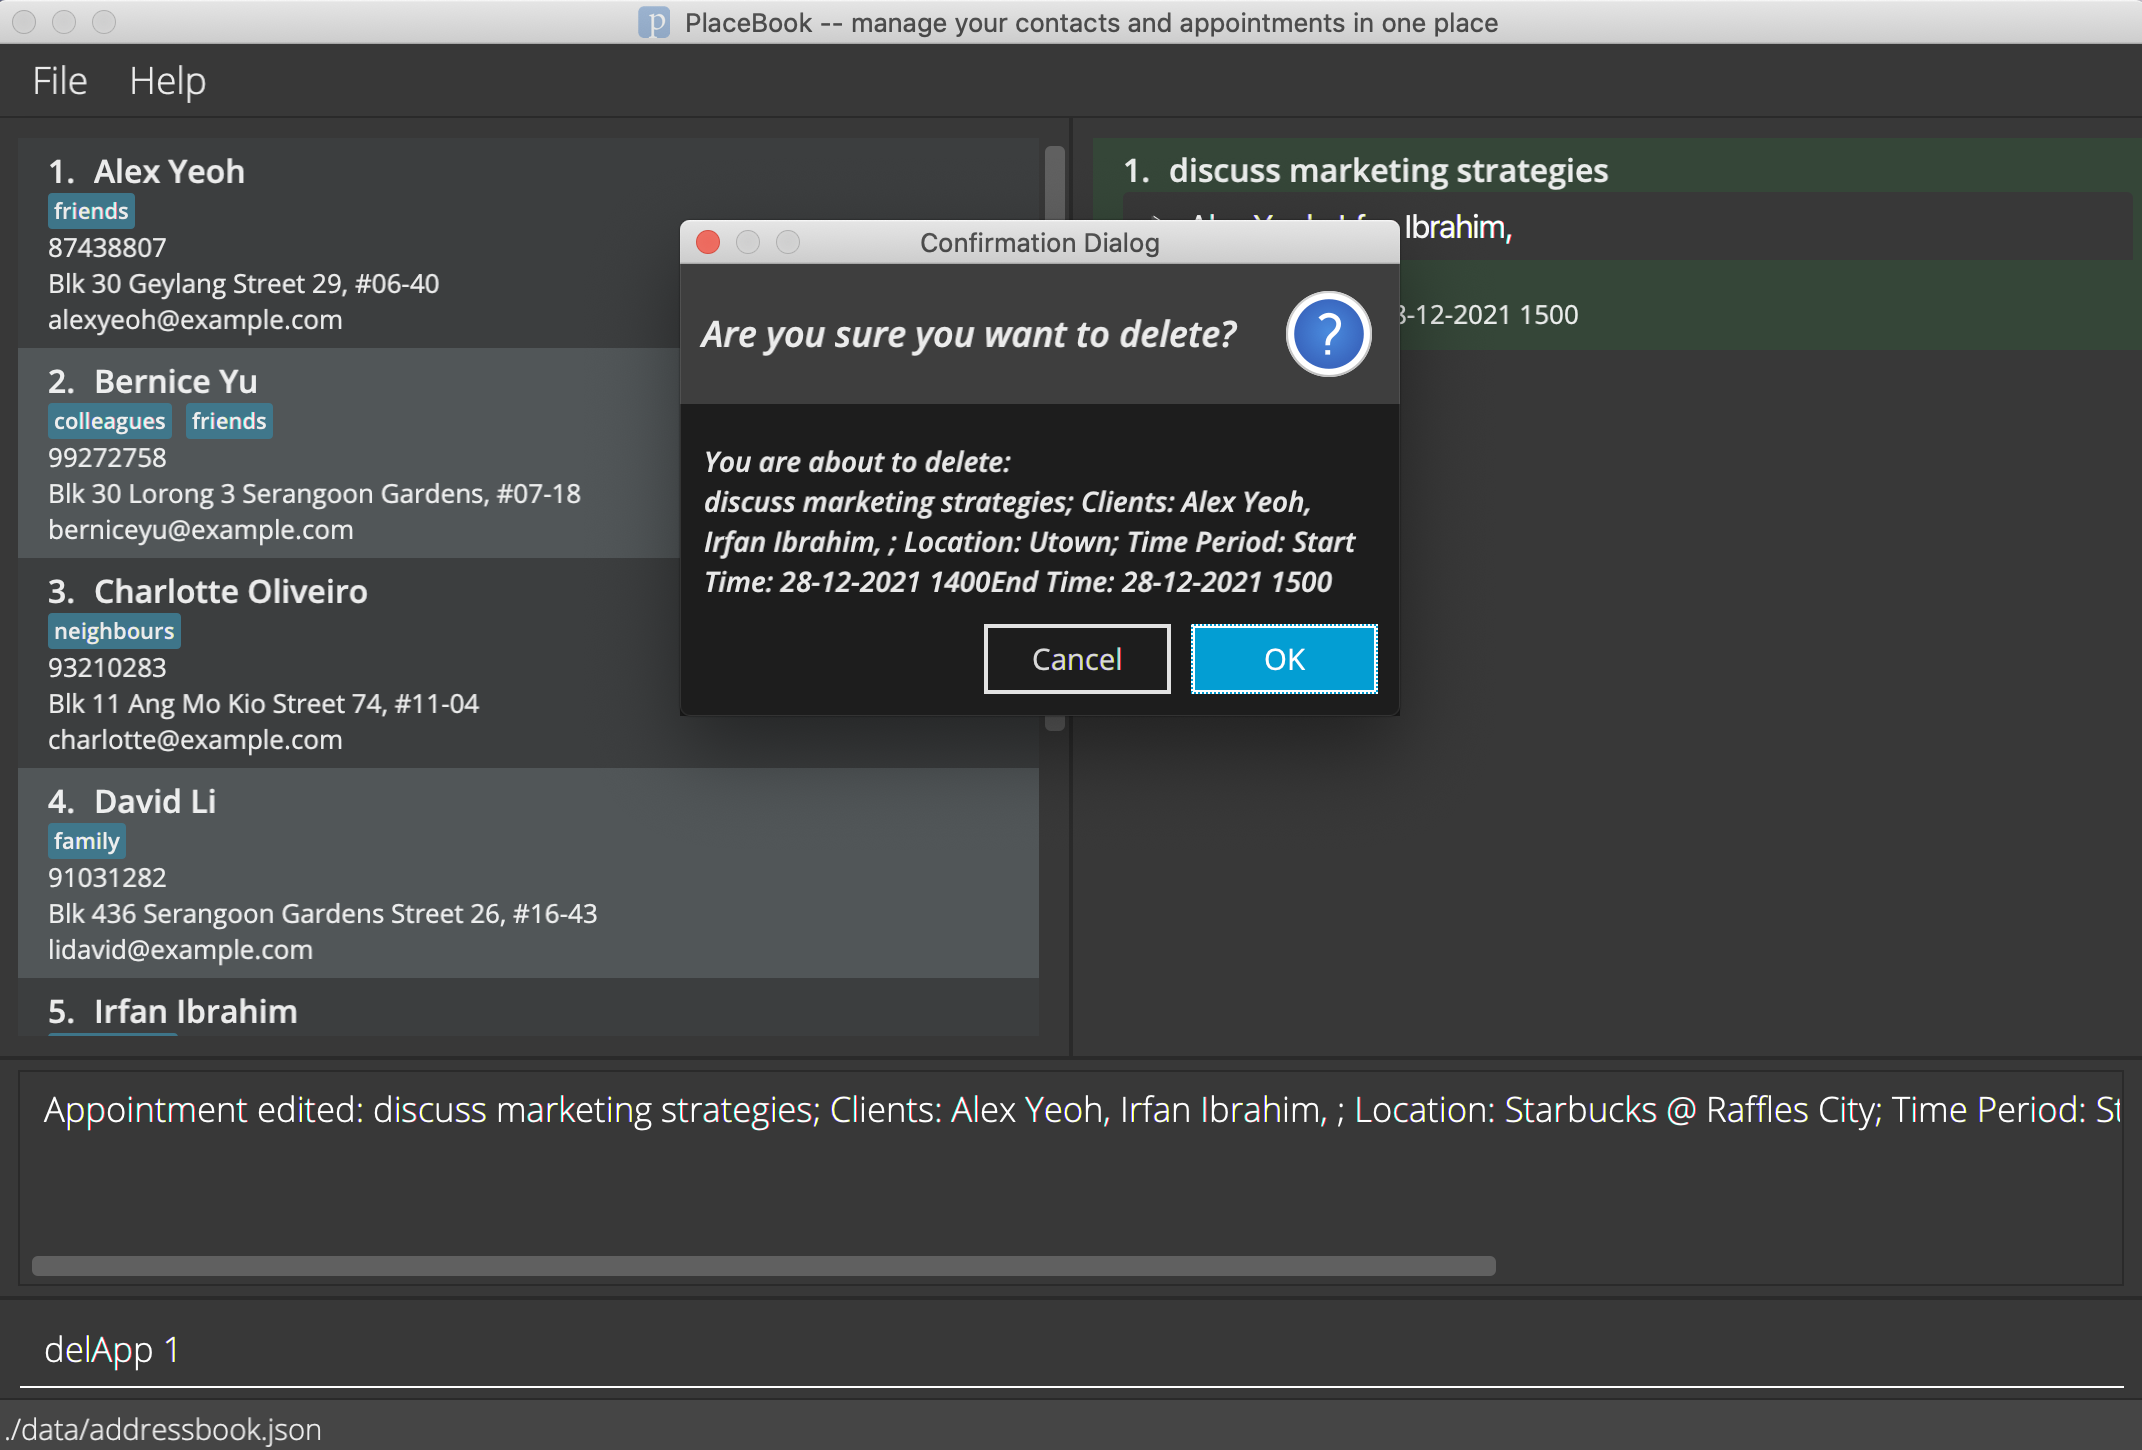 PlaceBook -- manage your contacts and appointments in one place
File Help
1. Alex Yeoh
friends
87438807
Blk 30 Geylang Street 29, #06-40
alexyeoh@example.com
2. Bernice Yu
colleagues friends
99272758
Blk 30 Lorong 3 Serangoon Gardens, #07-18
berniceyu@example.com
3. Charlotte Oliveiro
neighbours
93210283
Blk 11 Ang Mo Kio Street 74, #11-04
charlotte@example.com
4. David Li
family
91031282
Blk 436 Serangoon Gardens Street 26, #16-43
lidavid@example.com
5. Irfan Ibrahim
1. discuss marketing strategies
Ibrahim,
-12-2021 1500
Confirmation Dialog
Are you sure you want to delete?
You are about to delete:
discuss marketing strategies; Clients: Alex Yeoh,
Irfan Ibrahim, ; Location: Utown; Time Period: Start
Time: 28-12-2021 1400End Time: 28-12-2021 1500
Cancel OK
Appointment edited: discuss marketing strategies; Clients: Alex Yeoh, Irfan Ibrahim, ; Location: Starbucks @ Raffles City; Time Period: St
delApp 1
./data/addressbook.json